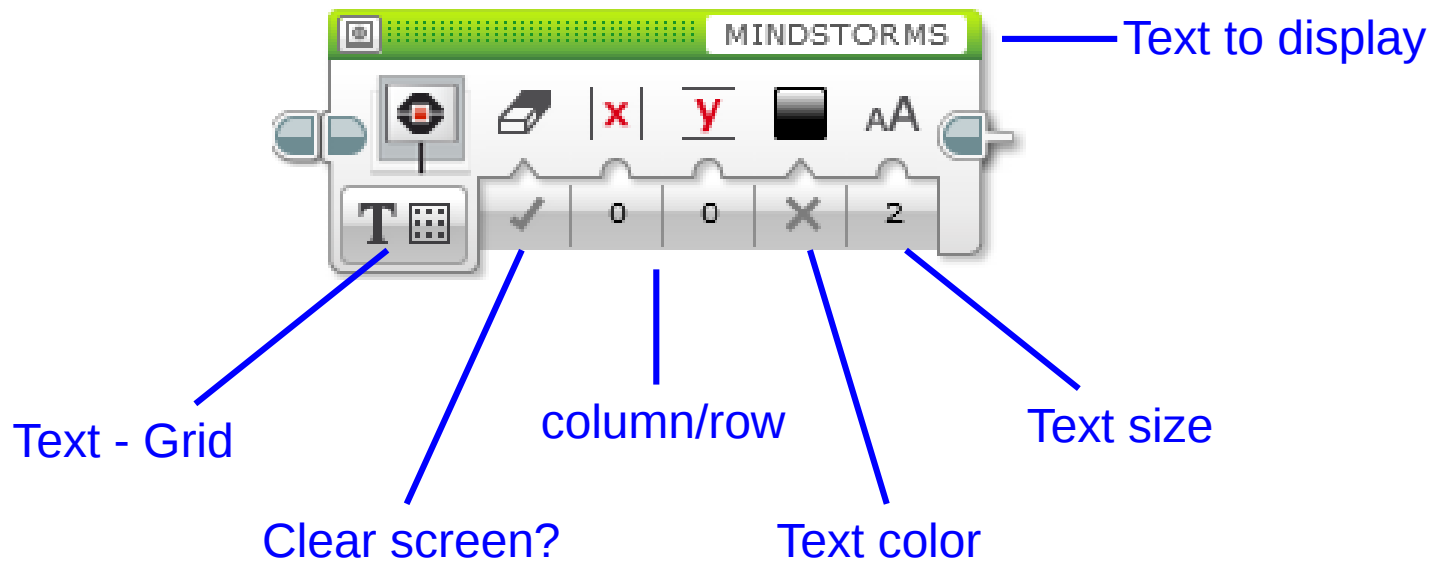 MINDSTORMS
Text to display
x y AA
T 0 0 2
Text - Grid
column/row
Text size
Clear screen?
Text color